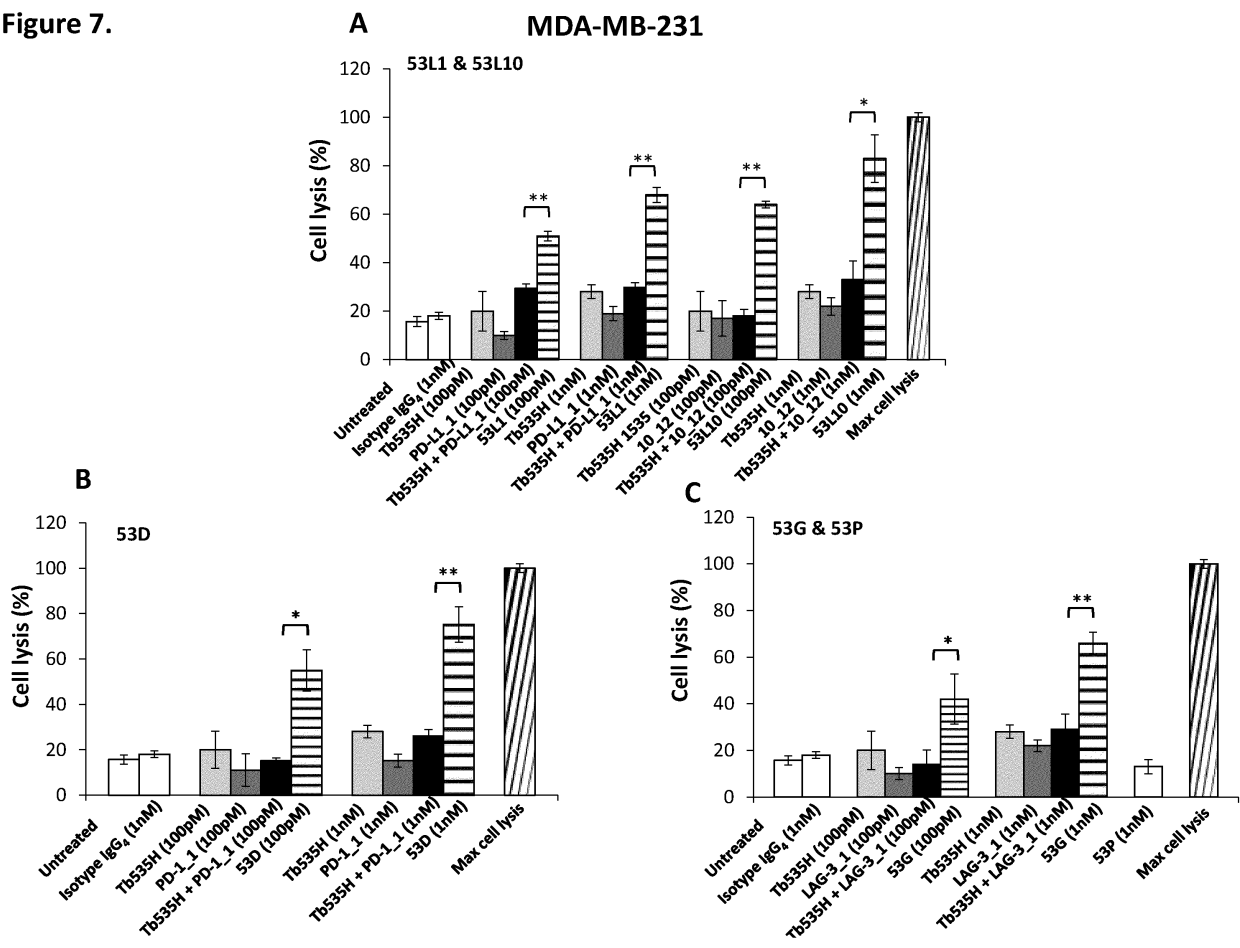 Figure 7.
A
MDA-MB-231
53L1 & 53L10
Cell lysis (%)
120
100
80
60
40
20
0
**
**
**
*
Untreated
Isotype IgG₄ (1nM)
Tb535H (100pM)
PD-L1_1 (100pM)
Tb535H + PD-L1_1 (100pM)
53L1 (100pM)
Tb535H (1nM)
PD-L1_1 (1nM)
Tb535H + PD-L1_1 (1nM)
53L1 (1nM)
Tb535H 1535 (100pM)
10_12 (100pM)
Tb535H + 10_12 (100pM)
53L10 (100pM)
Tb535H (1nM)
10_12 (1nM)
Tb535H + 10_12 (1nM)
53L10 (1nM)
Max cell lysis
B
53D
Cell lysis (%)
120
100
80
60
40
20
0
*
**
Untreated
Isotype IgG₄ (1nM)
Tb535H (100pM)
PD-1_1 (100pM)
Tb535H + PD-1_1 (100pM)
53D (100pM)
Tb535H (1nM)
PD-1_1 (1nM)
Tb535H + PD-1_1 (1nM)
53D (1nM)
Max cell lysis
C
53G & 53P
Cell lysis (%)
120
100
80
60
40
20
0
*
**
Untreated
Isotype IgG₄ (1nM)
Tb535H (100pM)
LAG-3_1 (100pM)
Tb535H + LAG-3_1 (100pM)
53G (100pM)
Tb535H (1nM)
LAG-3_1 (1nM)
Tb535H + LAG-3_1 (1nM)
53G (1nM)
53P (1nM)
Max cell lysis